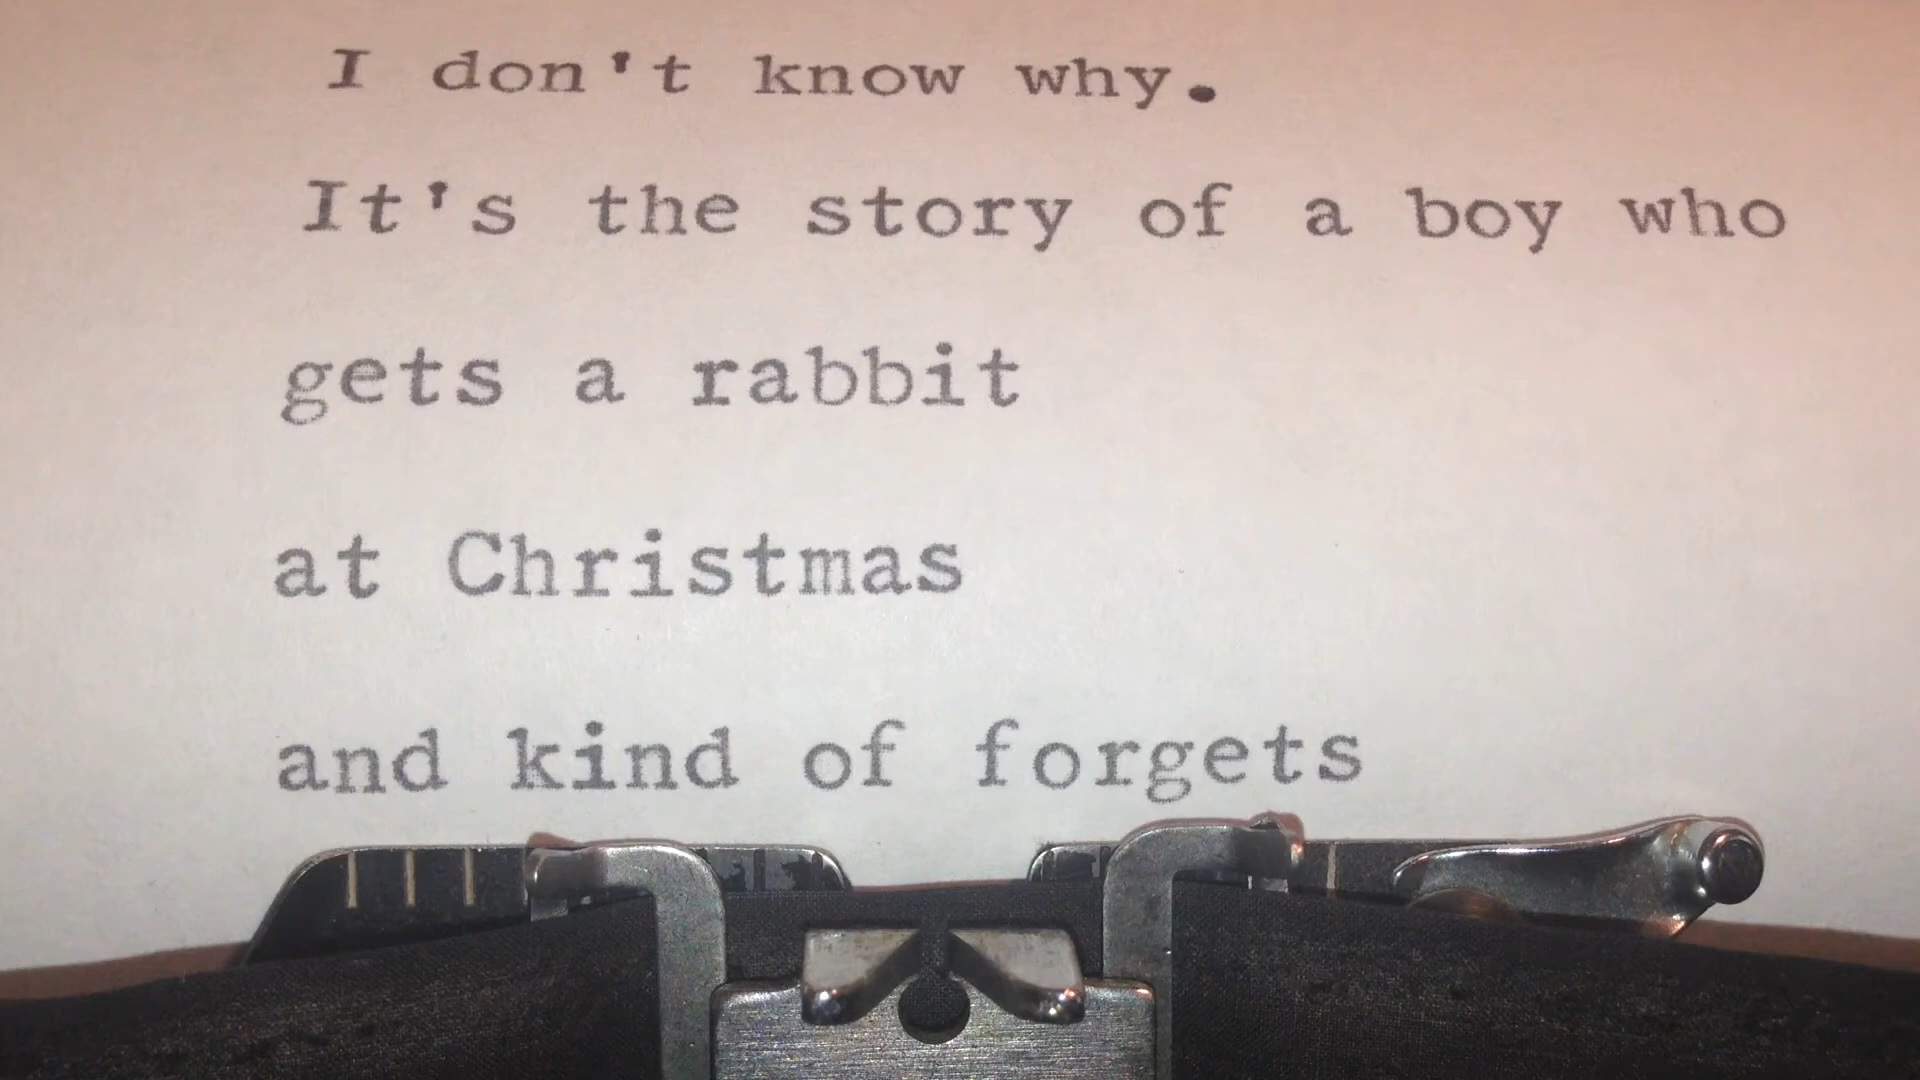 I don't know why.
It's the story of a boy who
gets a rabbit
at Christmas
and kind of forgets